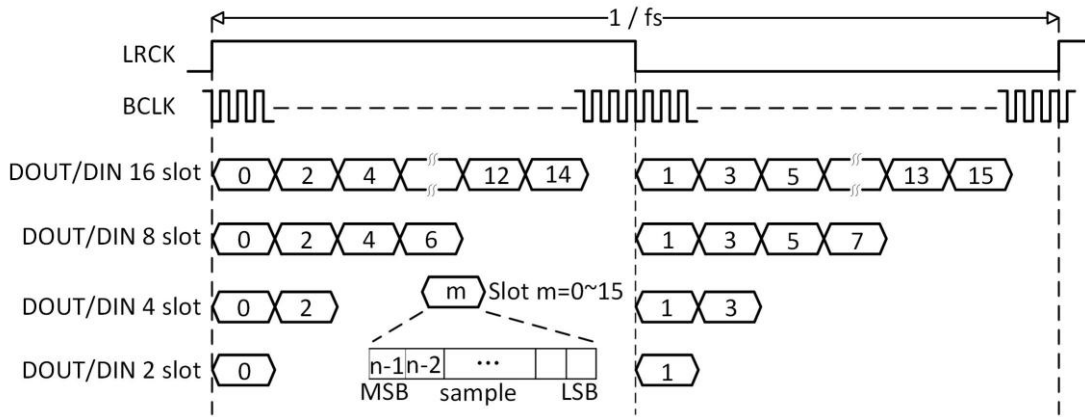 1 / fs
LRCK
BCLK
DOUT/DIN 16 slot 0 2 4 12 14 1 3 5 13 15
DOUT/DIN 8 slot 0 2 4 6 1 3 5 7
DOUT/DIN 4 slot 0 2 m Slot m=0~15 1 3
DOUT/DIN 2 slot 0 n-1 n-2 ··· 1
MSB sample LSB